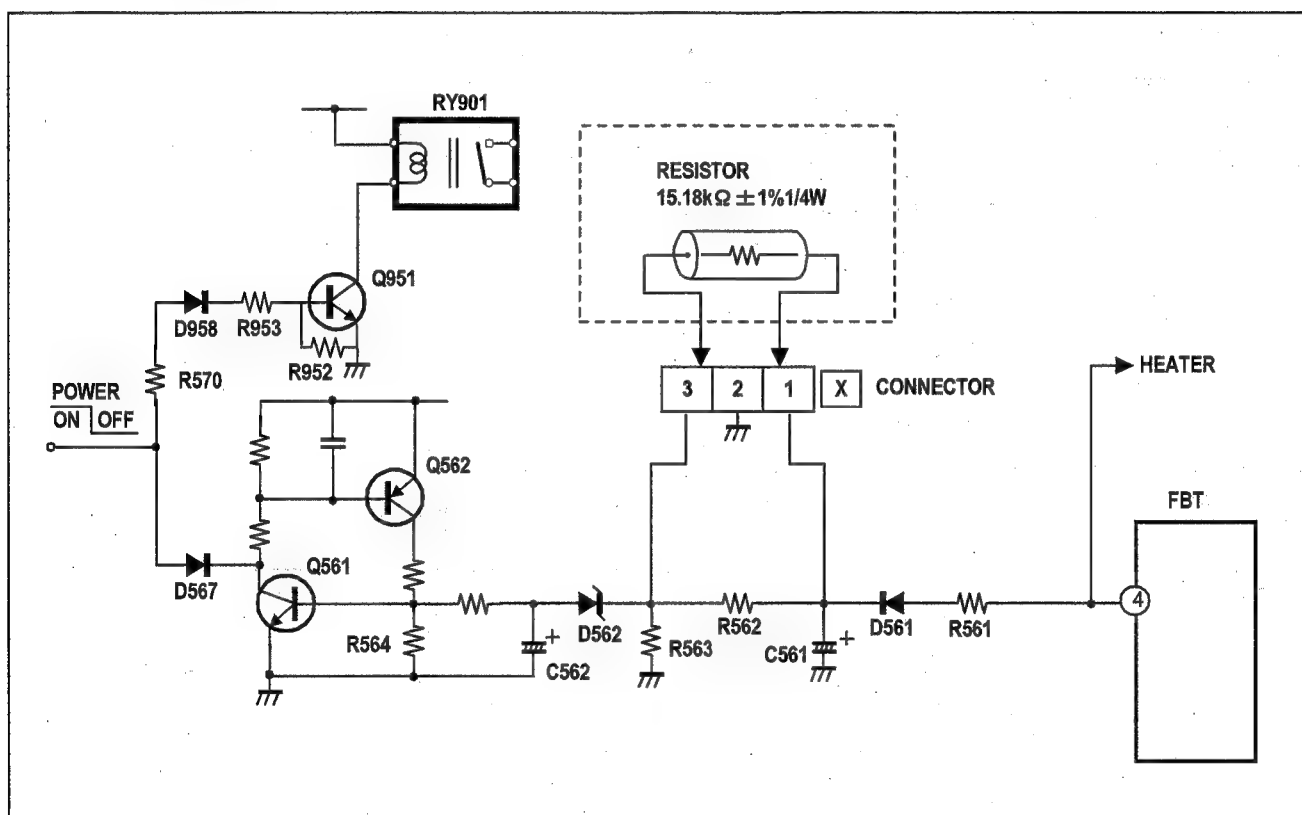 RY901
RESISTOR
15.18kΩ ±1%1/4W
Q951
D958
R953
R952
R570
POWER
ON OFF
3 2 1 X CONNECTOR
HEATER
Q562
FBT
Q561
D567
4
R564
C562
D562
R563
R562
C561
D561
R561
+
+